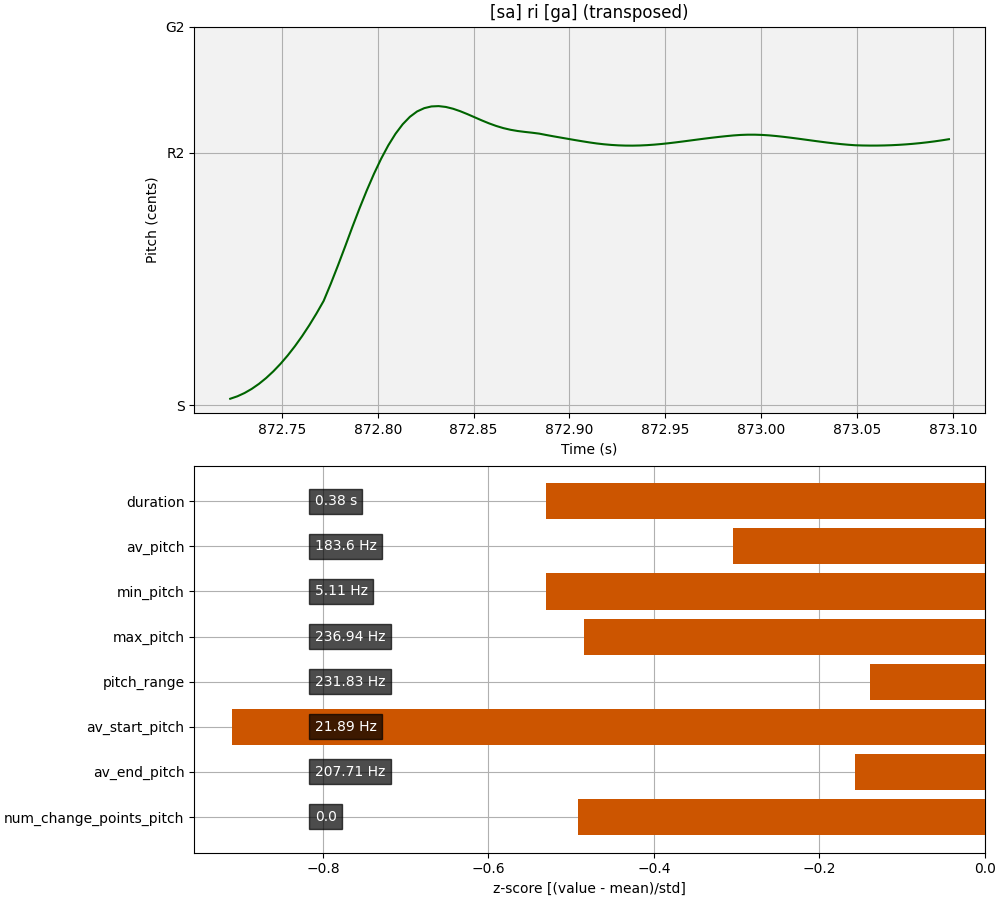 [sa] ri [ga] (transposed)
G2
R2
S
Pitch (cents)
872.75 872.80 872.85 872.90 872.95 873.00 873.05 873.10
Time (s)
duration 0.38 s
av_pitch 183.6 Hz
min_pitch 5.11 Hz
max_pitch 236.94 Hz
pitch_range 231.83 Hz
av_start_pitch 21.89 Hz
av_end_pitch 207.71 Hz
num_change_points_pitch 0.0
−0.8 −0.6 −0.4 −0.2 0.0
z-score [(value - mean)/std]